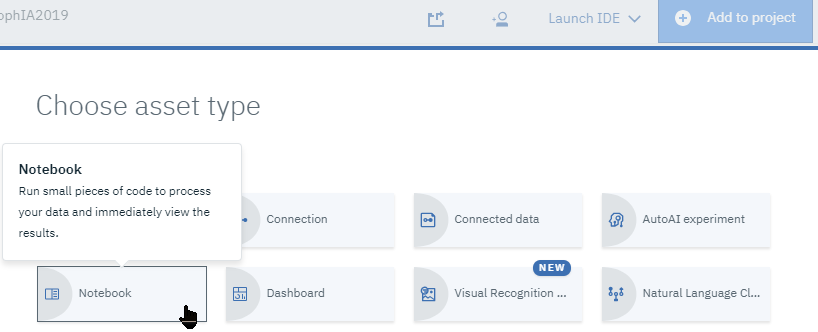 ophIA2019
Launch IDE
Add to project
Choose asset type
Notebook
Run small pieces of code to process
your data and immediately view the
results.
Connection
Connected data
AutoAI experiment
NEW
Notebook
Dashboard
Visual Recognition ...
Natural Language Cl...